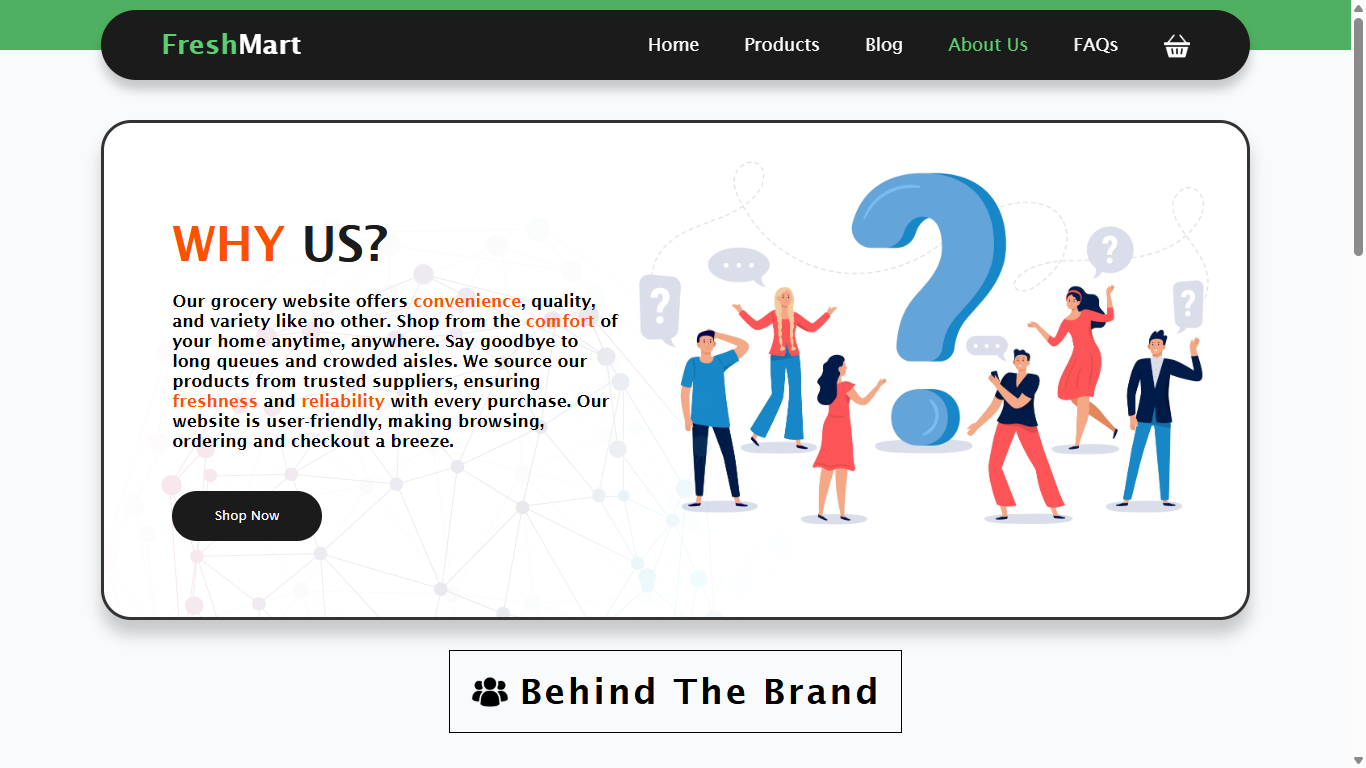 FreshMart
Home Products Blog About Us FAQs
WHY US?
Our grocery website offers convenience, quality,
and variety like no other. Shop from the comfort of
your home anytime, anywhere. Say goodbye to
long queues and crowded aisles. We source our
products from trusted suppliers, ensuring
freshness and reliability with every purchase. Our
website is user-friendly, making browsing,
ordering and checkout a breeze.
Shop Now
?
?
?
?
Behind The Brand